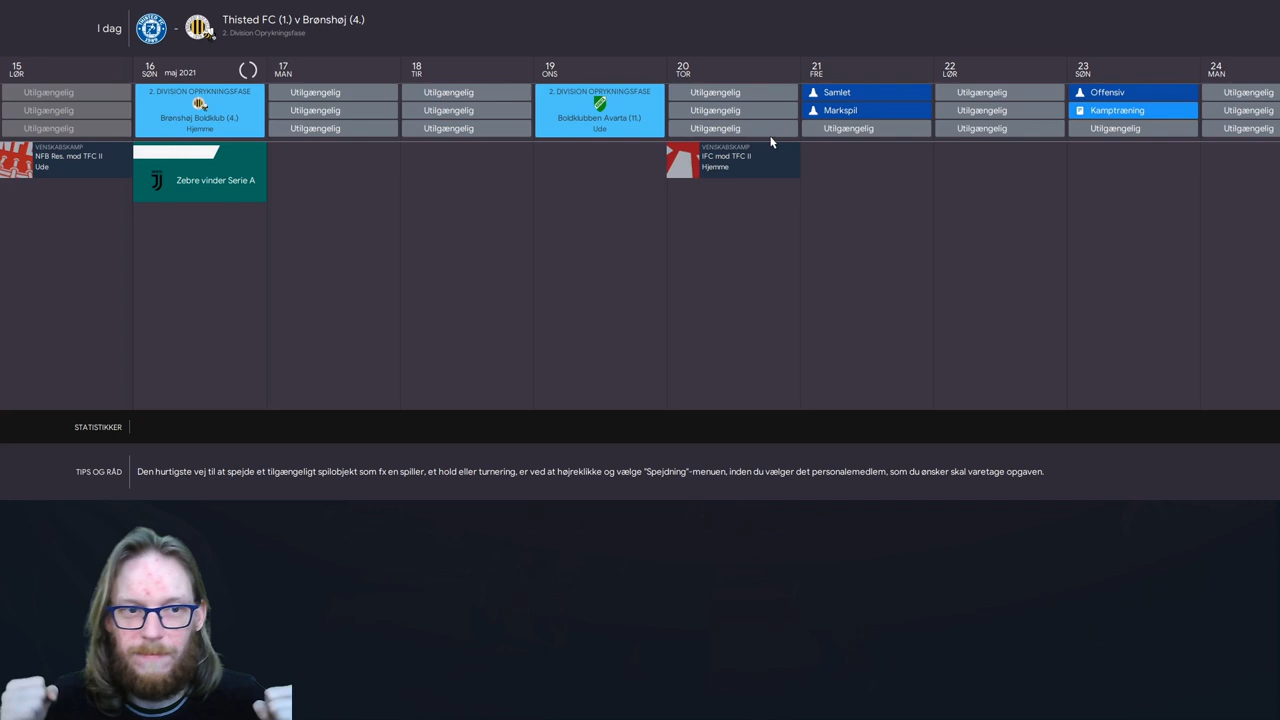 I dag
Thisted FC (1.) v Brønshøj (4.)
2. Division Oprykningsfase
15
LØR
16
SØN maj 2021
17
MAN
18
TIR
19
ONS
20
TOR
21
FRE
22
LØR
23
SØN
24
MAN
Utilgængelig
Utilgængelig
Utilgængelig
VENSKABSKAMP
NFB Res. mod TFC II
Ude
2. DIVISION OPRYKNINGSFASE
Brønshøj Boldklub (4.)
Hjemme
Zebre vinder Serie A
Utilgængelig
Utilgængelig
Utilgængelig
Utilgængelig
Utilgængelig
Utilgængelig
2. DIVISION OPRYKNINGSFASE
Boldklubben Avarta (11.)
Ude
Utilgængelig
Utilgængelig
Utilgængelig
VENSKABSKAMP
IFC mod TFC II
Hjemme
Samlet
Markspil
Utilgængelig
Utilgængelig
Utilgængelig
Utilgængelig
Offensiv
Kamptræning
Utilgængelig
Utilgængelig
Utilgængelig
Utilgængelig
STATISTIKKER
TIPS OG RÅD
Den hurtigste vej til at spejde et tilgængeligt spilobjekt som fx en spiller, et hold eller turnering, er ved at højreklikke og vælge "Spejdning"-menuen, inden du vælger det personalemedlem, som du ønsker skal varetage opgaven.